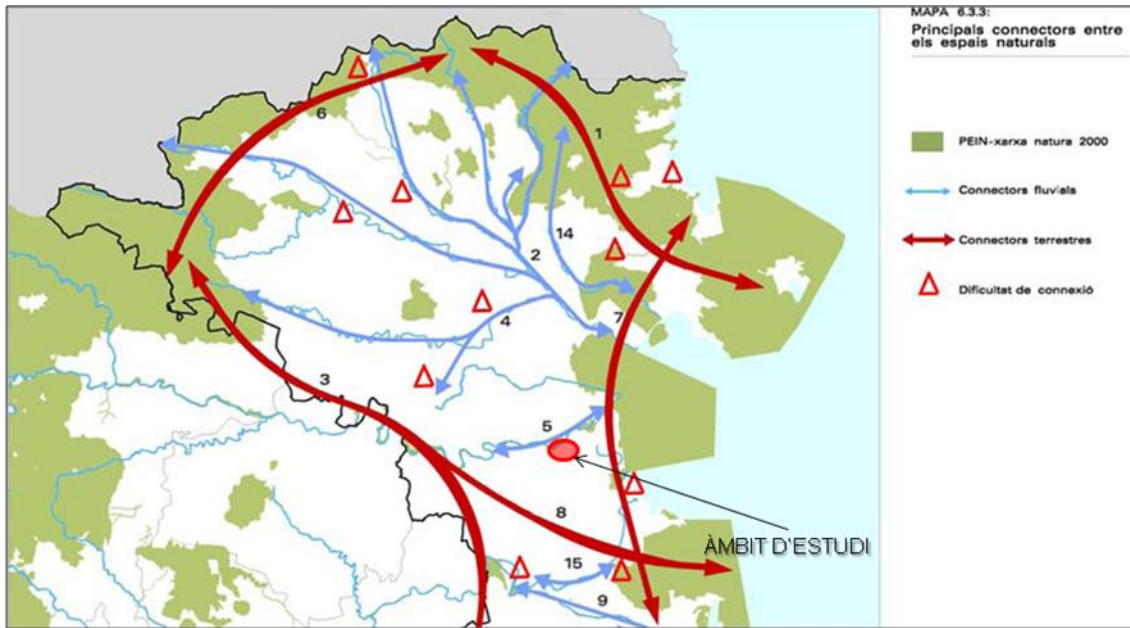 MAPA 6.3.3:
Principals connectors entre
els espais naturals
PEIN-xarxa natura 2000
Connectors fluvials
Connectors terrestres
Dificultat de connexió
6
1
2
14
7
4
3
5
8
ÀMBIT D'ESTUDI
15
9